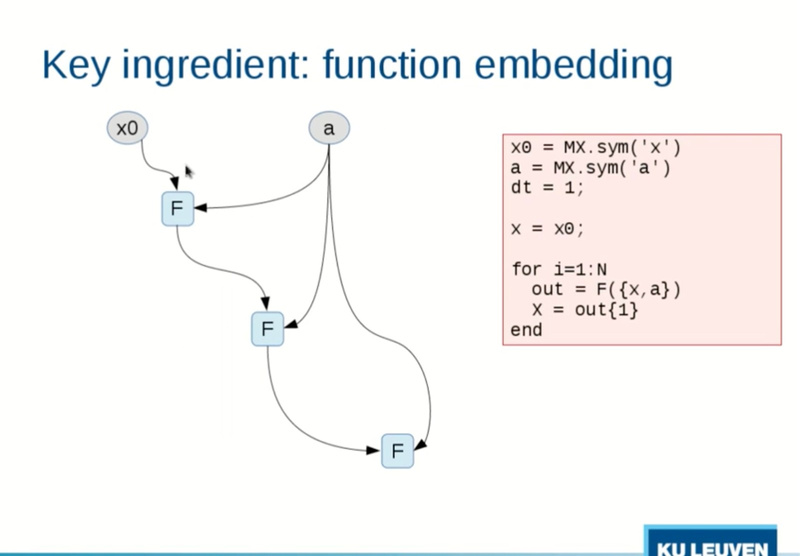 Key ingredient: function embedding
x0
a
F
F
F
x0 = MX.sym('x')
a = MX.sym('a')
dt = 1;
x = x0;
for i=1:N
out = F({x,a})
X = out{1}
end
KU LEUVEN